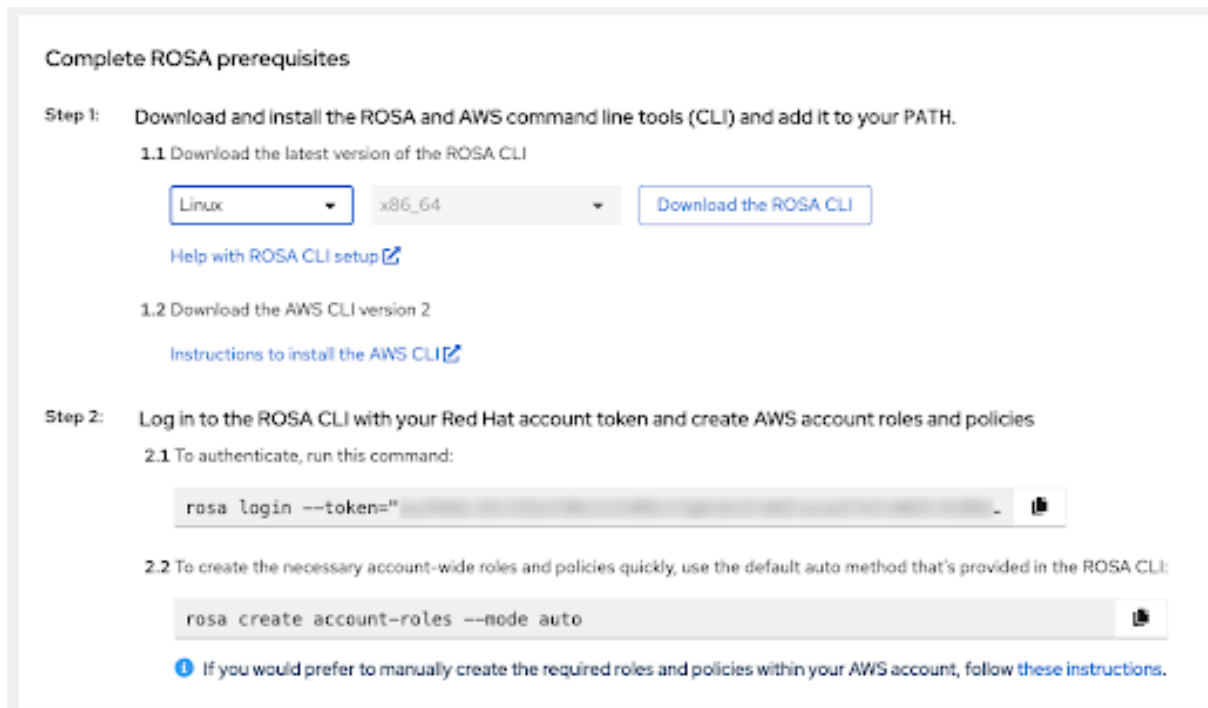 Complete ROSA prerequisites
Step 1: Download and install the ROSA and AWS command line tools (CLI) and add it to your PATH.
1.1 Download the latest version of the ROSA CLI
Linux x86_64 Download the ROSA CLI
Help with ROSA CLI setup
1.2 Download the AWS CLI version 2
Instructions to install the AWS CLI
Step 2: Log in to the ROSA CLI with your Red Hat account token and create AWS account roles and policies
2.1 To authenticate, run this command:
rosa login --token="
2.2 To create the necessary account-wide roles and policies quickly, use the default auto method that's provided in the ROSA CLI:
rosa create account-roles --mode auto
If you would prefer to manually create the required roles and policies within your AWS account, follow these instructions.